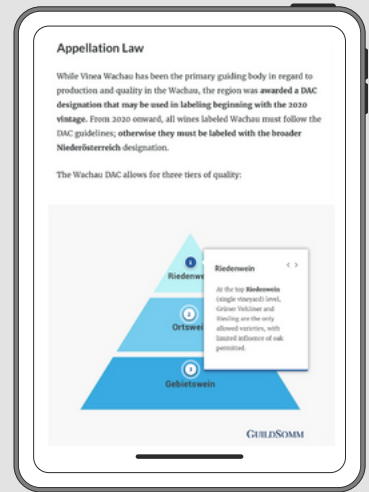 Appellation Law
While Vinea Wachau has been the primary guiding body in regard to
production and quality in the Wachau, the region was awarded a DAC
designation that may be used in labeling beginning with the 2020
vintage. From 2020 onward, all wines labeled Wachau must follow the
DAC guidelines; otherwise they must be labeled with the broader
Niederösterreich designation.
The Wachau DAC allows for three tiers of quality:
1
Riedenwe
Riedenwein
< >
At the top Riedenwein
(single vineyard) level,
Grüner Veltliner and
Riesling are the only
allowed varieties, with
limited influence of oak
permitted.
2
Ortswei
3
Gebietswein
GUILDSOMM